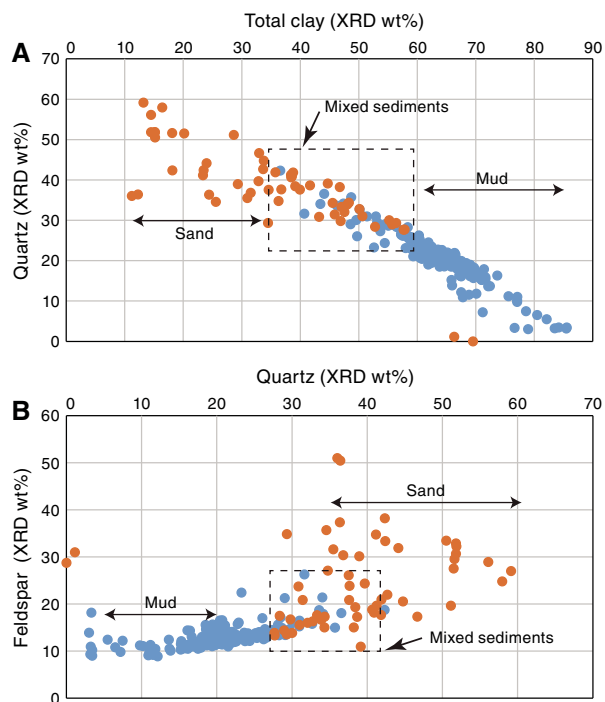 Total clay (XRD wt%)
A
0 10 20 30 40 50 60 70 80 90
70
60
50
40
30
20
10
0
Quartz (XRD wt%)
Mixed sediments
Mud
Sand
Quartz (XRD wt%)
B
0 10 20 30 40 50 60 70
60
50
40
30
20
10
0
Feldspar (XRD wt%)
Sand
Mud
Mixed sediments